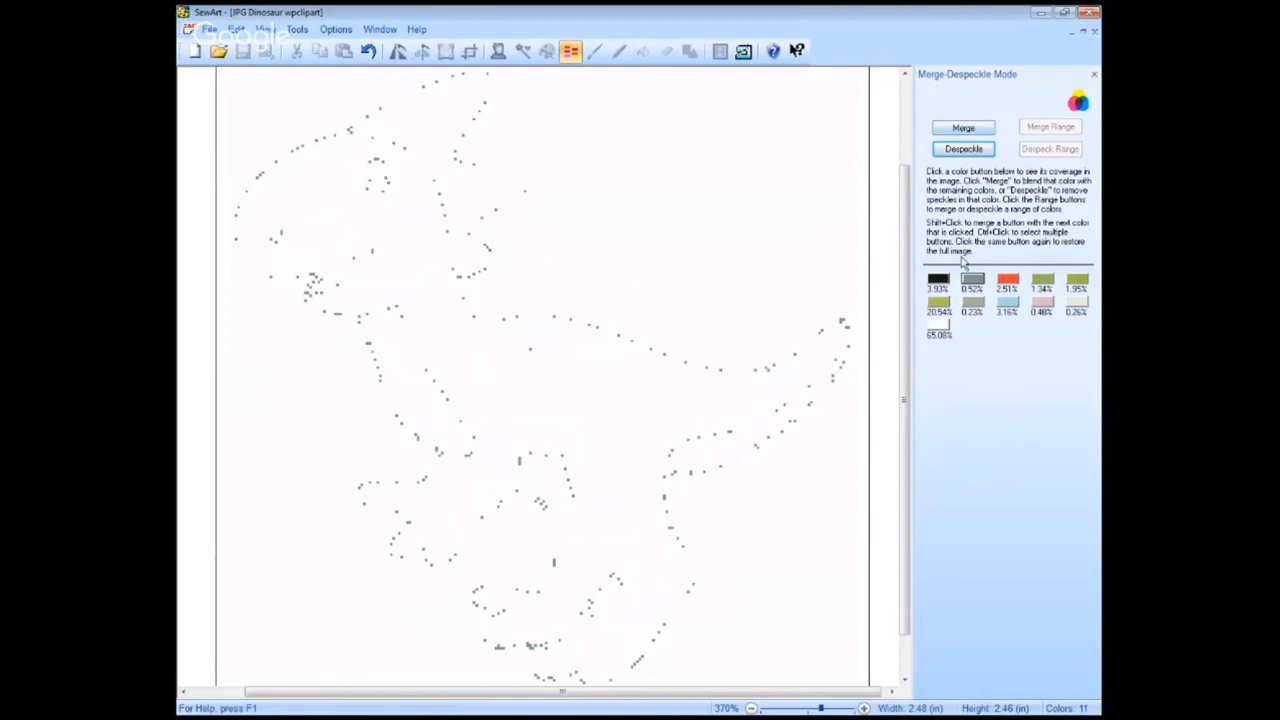 SewArt - [JPG Dinosaur wpclipart]
File Edit View Tools Options Window Help
Google
Merge-Despeckle Mode
Merge Merge Range
Despeckle Despeck Range
Click a color button below to see its coverage in
the image. Click "Merge" to blend that color with
the remaining colors, or "Despeckle" to remove
speckles in that color. Click the Range buttons
to merge or despeckle a range of colors.
Shift+Click to merge a button with the next color
that is clicked. Ctrl+Click to select multiple
buttons. Click the same button again to restore
the full image.
3.93% 0.52% 2.51% 1.34% 1.95%
20.54% 0.23% 3.16% 0.48% 0.26%
65.08%
For Help, press F1 370% Width: 2.48 (in) Height: 2.46 (in) Colors: 11